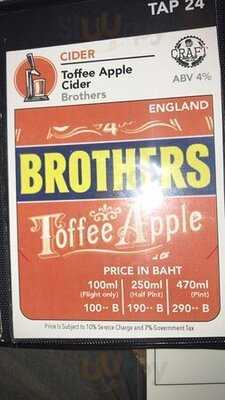 TAP 24
CIDER
Toffee Apple
Cider
Brothers
CRAFT
ABV 4%
ENGLAND
BROTHERS
Toffee Apple
PRICE IN BAHT
100ml 250ml 470ml
(Flight only) (Half Pint) (Pint)
100·· B 190·· B 290·· B
Price is Subject to 10% Service Charge and 7% Government Tax